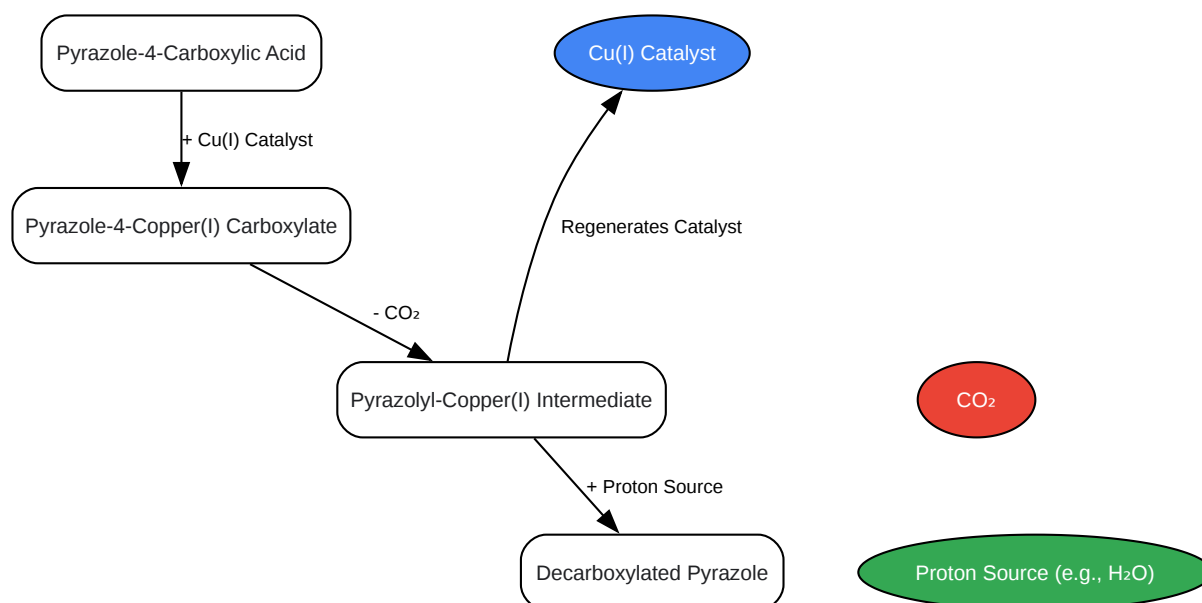 Pyrazole-4-Carboxylic Acid
Cu(I) Catalyst
+ Cu(I) Catalyst
Pyrazole-4-Copper(I) Carboxylate
Regenerates Catalyst
- CO₂
Pyrazolyl-Copper(I) Intermediate
CO₂
+ Proton Source
Decarboxylated Pyrazole
Proton Source (e.g., H₂O)